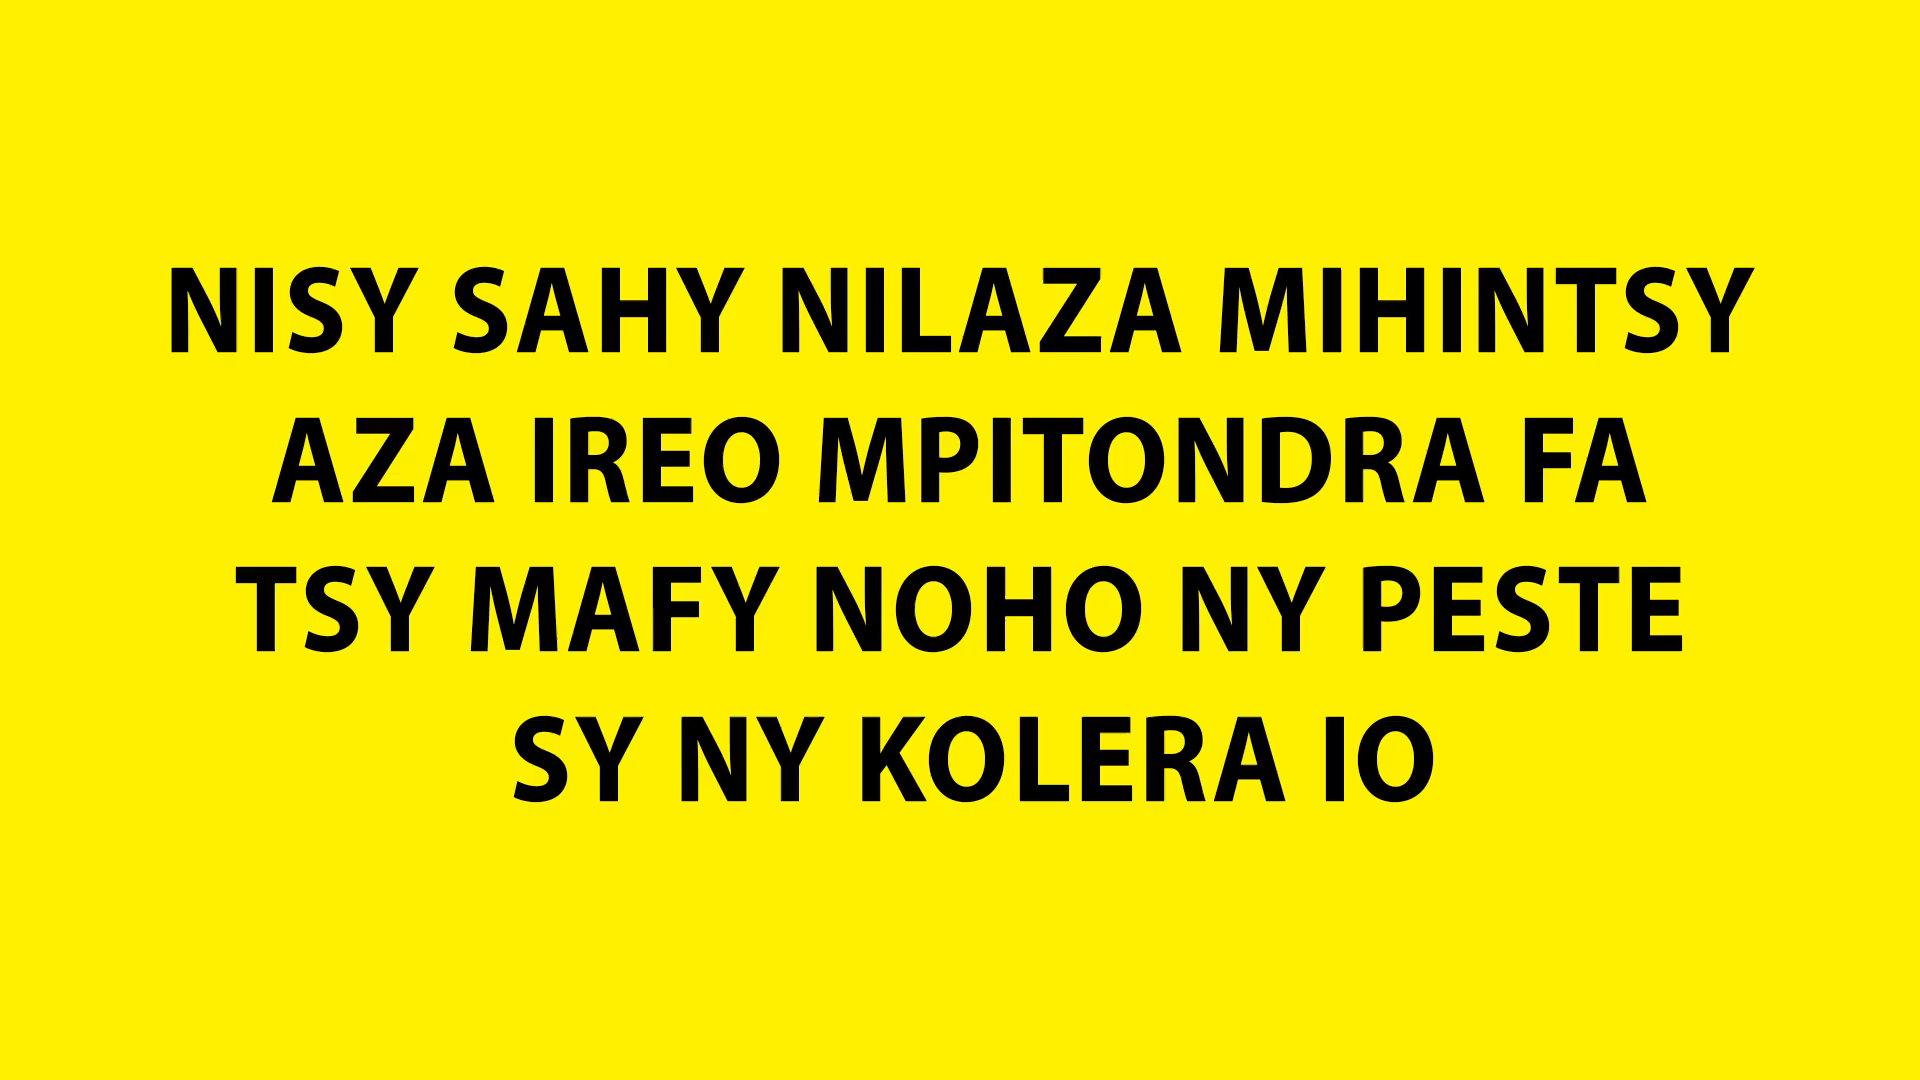 NISY SAHY NILAZA MIHINTSY
AZA IREO MPITONDRA FA
TSY MAFY NOHO NY PESTE
SY NY KOLERA IO